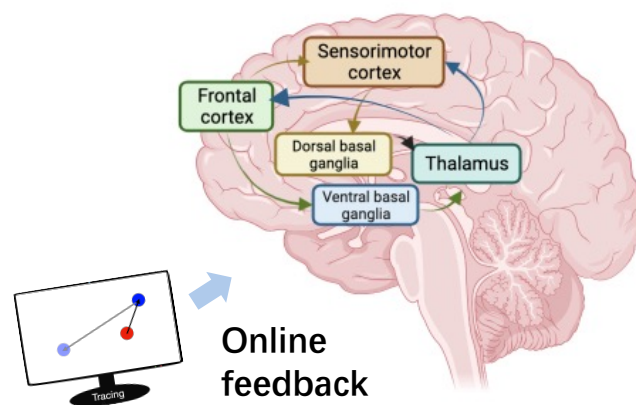 Sensorimotor
cortex
Frontal
cortex
Dorsal basal
ganglia
Thalamus
Ventral basal
ganglia
Online
feedback
Tracing